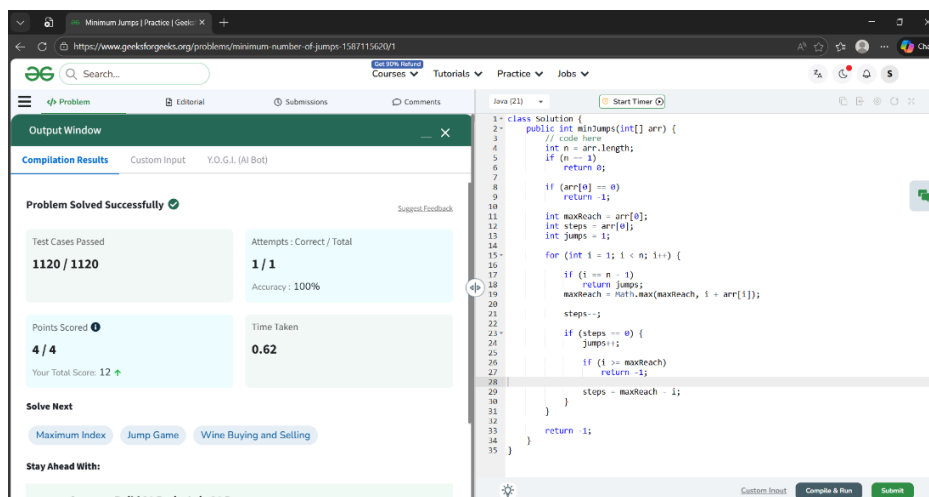 Minimum Jumps | Practice | Geeks
https://www.geeksforgeeks.org/problems/minimum-number-of-jumps-1587115620/1
Search...
Get 90% Refund
Courses
Tutorials
Practice
Jobs
S
</> Problem
Editorial
Submissions
Comments
Java (21)
Start Timer
Output Window
Compilation Results
Custom Input
Y.O.G.I. (AI Bot)
Problem Solved Successfully
Suggest Feedback
Test Cases Passed
1120 / 1120
Attempts : Correct / Total
1 / 1
Accuracy : 100%
Points Scored
4 / 4
Your Total Score: 12
Time Taken
0.62
Solve Next
Maximum Index
Jump Game
Wine Buying and Selling
Stay Ahead With:
1 class Solution {
2 public int minJumps(int[] arr) {
3 // code here
4 int n = arr.length;
5 if (n == 1)
6 return 0;
7
8 if (arr[0] == 0)
9 return -1;
10
11 int maxReach = arr[0];
12 int steps = arr[0];
13 int jumps = 1;
14
15 for (int i = 1; i < n; i++) {
16
17 if (i == n - 1)
18 return jumps;
19 maxReach = Math.max(maxReach, i + arr[i]);
20
21 steps--;
22
23 if (steps == 0) {
24 jumps++;
25
26 if (i >= maxReach)
27 return -1;
28
29 steps = maxReach - i;
30 }
31 }
32
33 return -1;
34 }
35 }
Custom Input
Compile & Run
Submit